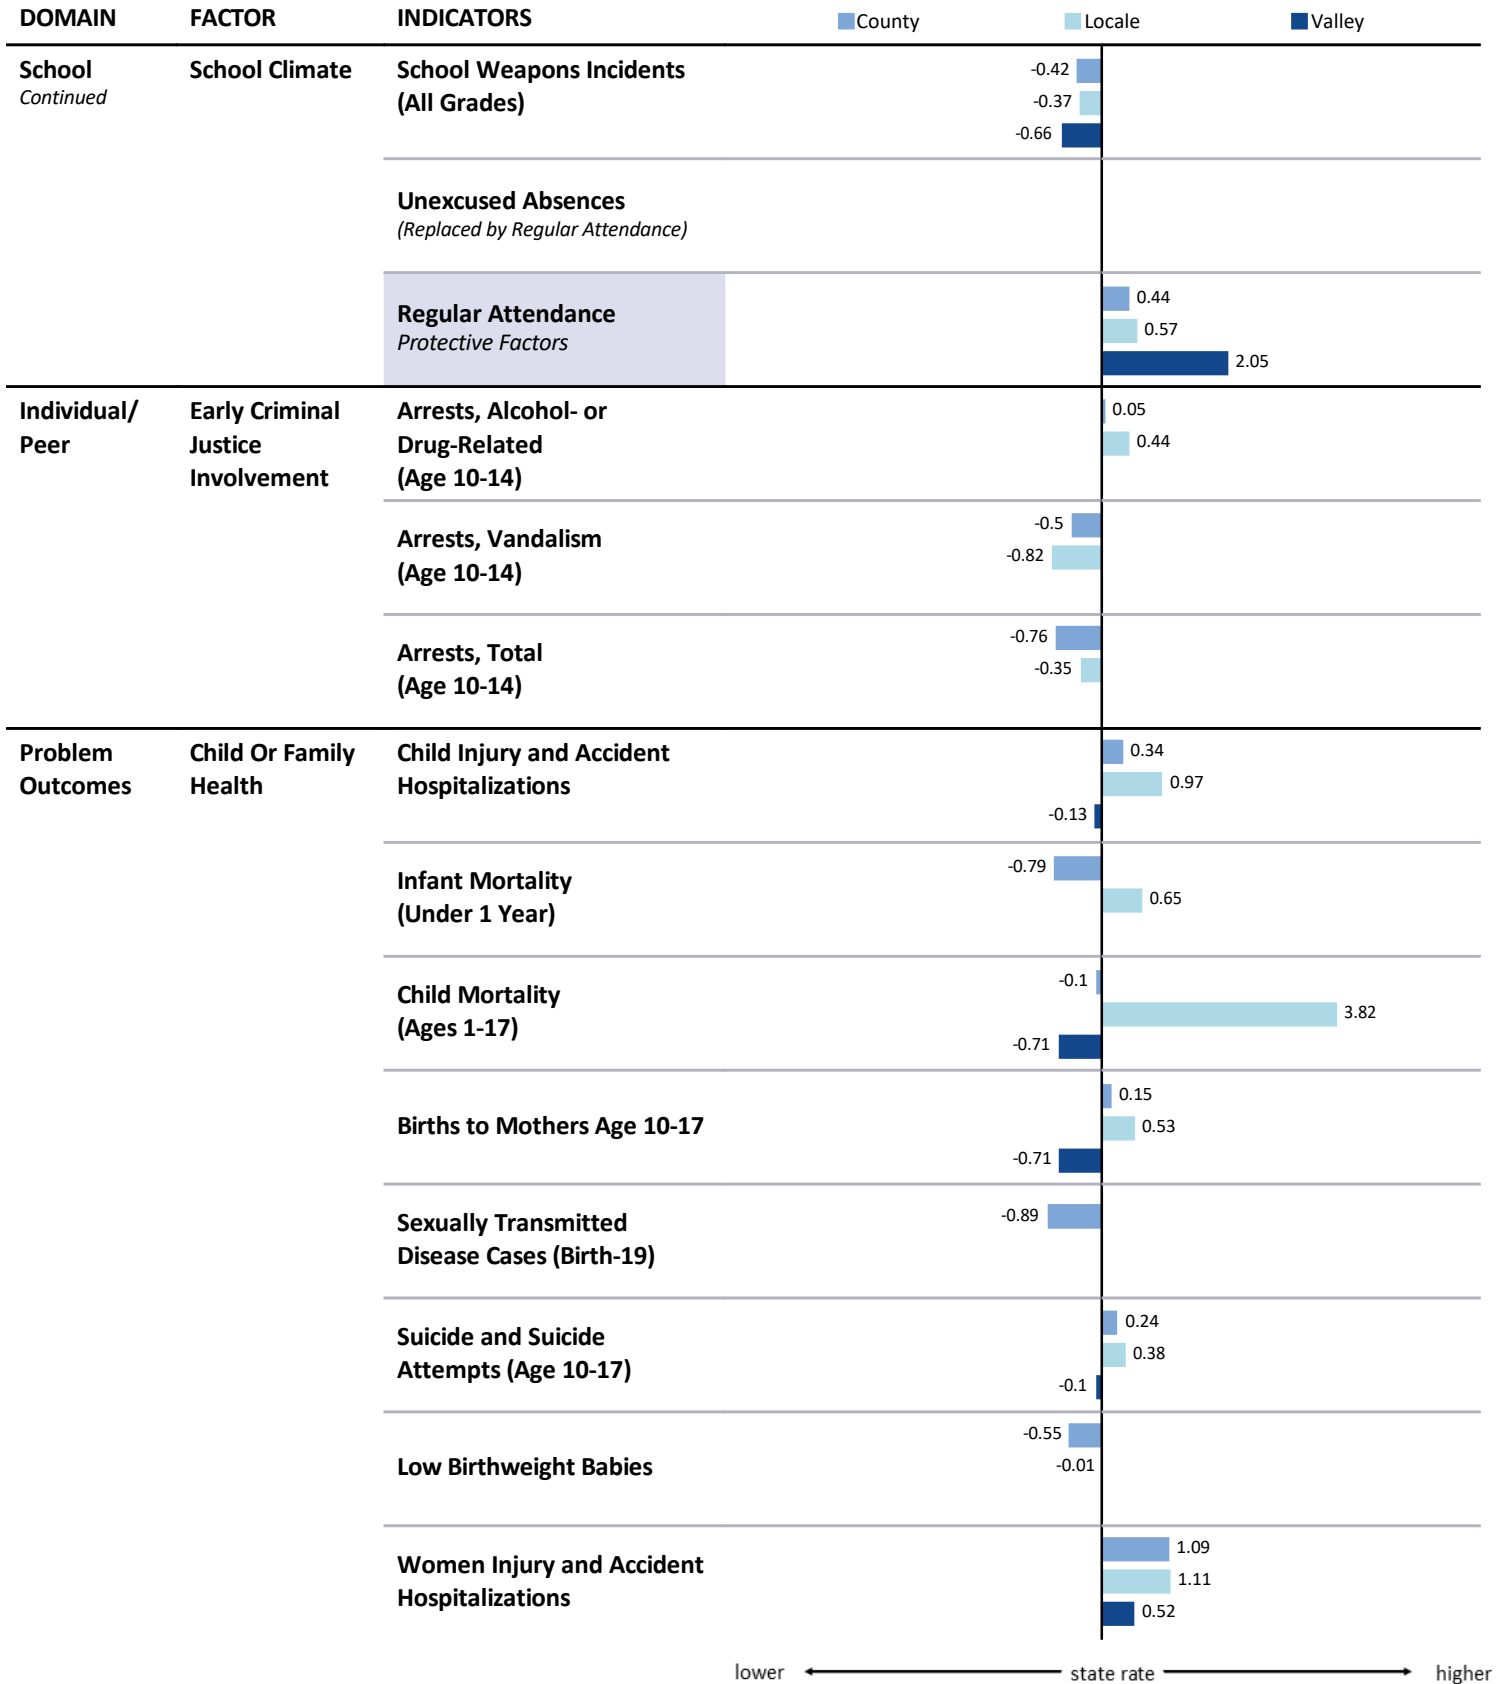 DOMAIN FACTOR INDICATORS County Locale Valley
School School Climate School Weapons Incidents
Continued
(All Grades)
-0.42
-0.37
-0.66
Unexcused Absences
(Replaced by Regular Attendance)
Regular Attendance
Protective Factors
0.44
0.57
2.05
Individual/ Early Criminal Arrests, Alcohol- or
Peer Justice Drug-Related
Involvement (Age 10-14)
0.05
0.44
Arrests, Vandalism
(Age 10-14)
-0.5
-0.82
Arrests, Total
(Age 10-14)
-0.76
-0.35
Problem Child Or Family Child Injury and Accident
Outcomes Health Hospitalizations
0.34
0.97
-0.13
Infant Mortality
(Under 1 Year)
-0.79
0.65
Child Mortality
(Ages 1-17)
-0.1
3.82
-0.71
Births to Mothers Age 10-17
0.15
0.53
-0.71
Sexually Transmitted
Disease Cases (Birth-19)
-0.89
Suicide and Suicide
Attempts (Age 10-17)
0.24
0.38
-0.1
Low Birthweight Babies
-0.55
-0.01
Women Injury and Accident
Hospitalizations
1.09
1.11
0.52
lower state rate higher